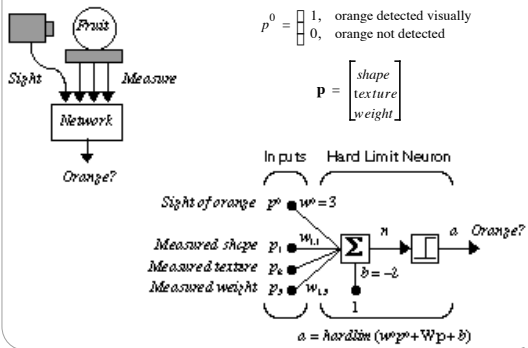 Fruit
Sight
Measure
Network
Orange?
p⁰ = 1, orange detected visually
0, orange not detected
p = shape
texture
weight
Inputs Hard Limit Neuron
Sight of orange p⁰ w⁰ = 3
Measured shape p₁ w₁,₁
Measured texture p₂
Measured weight p₃ w₁,₃
Σ n a Orange?
b = -2
1
a = hardlim (w⁰p⁰ + Wp + b)